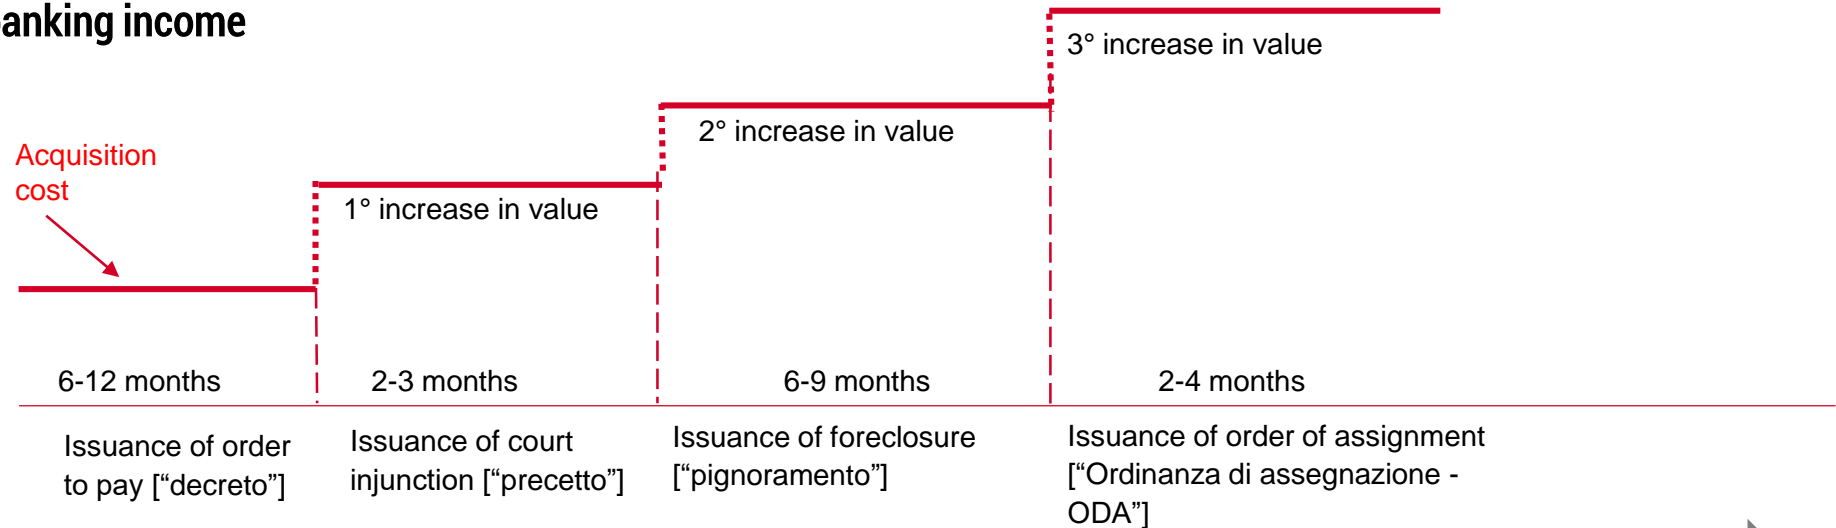 anking income
3° increase in value
2° increase in value
Acquisition
cost
1° increase in value
6-12 months
2-3 months
6-9 months
2-4 months
Issuance of order
to pay [“decreto”]
Issuance of court
injunction [“precetto”]
Issuance of foreclosure
[“pignoramento”]
Issuance of order of assignment
[“Ordinanza di assegnazione -
ODA”]